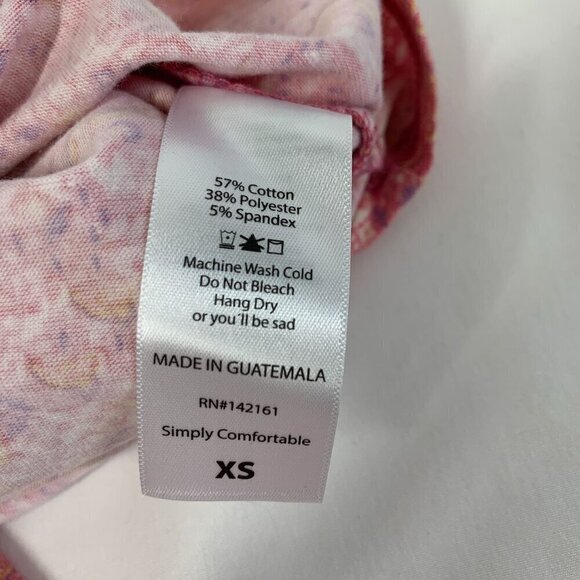 57% Cotton
38% Polyester
5% Spandex
Machine Wash Cold
Do Not Bleach
Hang Dry
or you'll be sad
MADE IN GUATEMALA
RN#142161
Simply Comfortable
XS